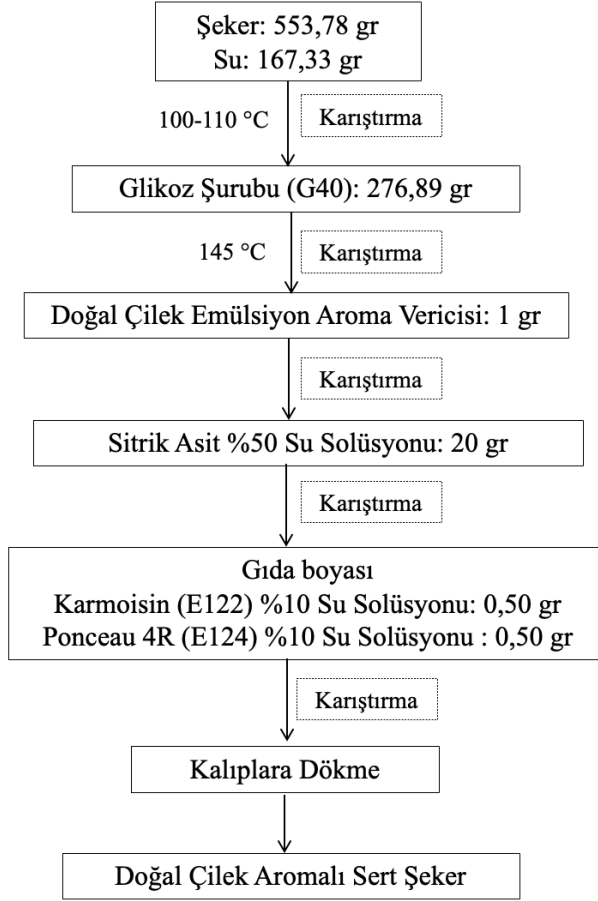 Şeker: 553,78 gr
Su: 167,33 gr
100-110 °C
Karıştırma
Glikoz Şurubu (G40): 276,89 gr
145 °C
Karıştırma
Doğal Çilek Emülsiyon Aroma Vericisi: 1 gr
Karıştırma
Sitrik Asit %50 Su Solüsyonu: 20 gr
Karıştırma
Gıda boyası
Karmoisin (E122) %10 Su Solüsyonu: 0,50 gr
Ponceau 4R (E124) %10 Su Solüsyonu : 0,50 gr
Karıştırma
Kalıplara Dökme
Doğal Çilek Aromalı Sert Şeker